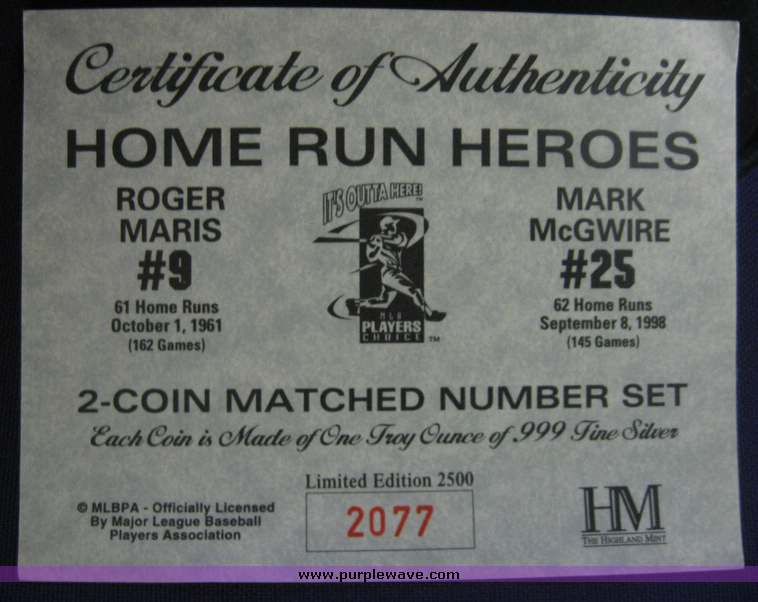 Certificate of Authenticity
HOME RUN HEROES
ROGER
MARIS
#9
61 Home Runs
October 1, 1961
(162 Games)
IT'S OUTTA HERE!
TM
MLB
PLAYERS
CHOICE
TM
MARK
McGWIRE
#25
62 Home Runs
September 8, 1998
(145 Games)
2-COIN MATCHED NUMBER SET
Each Coin is Made of One Troy Ounce of .999 Fine Silver
© MLBPA - Officially Licensed
By Major League Baseball
Players Association
Limited Edition 2500
2077
HM
THE HIGHLAND MINT
www.purplewave.com